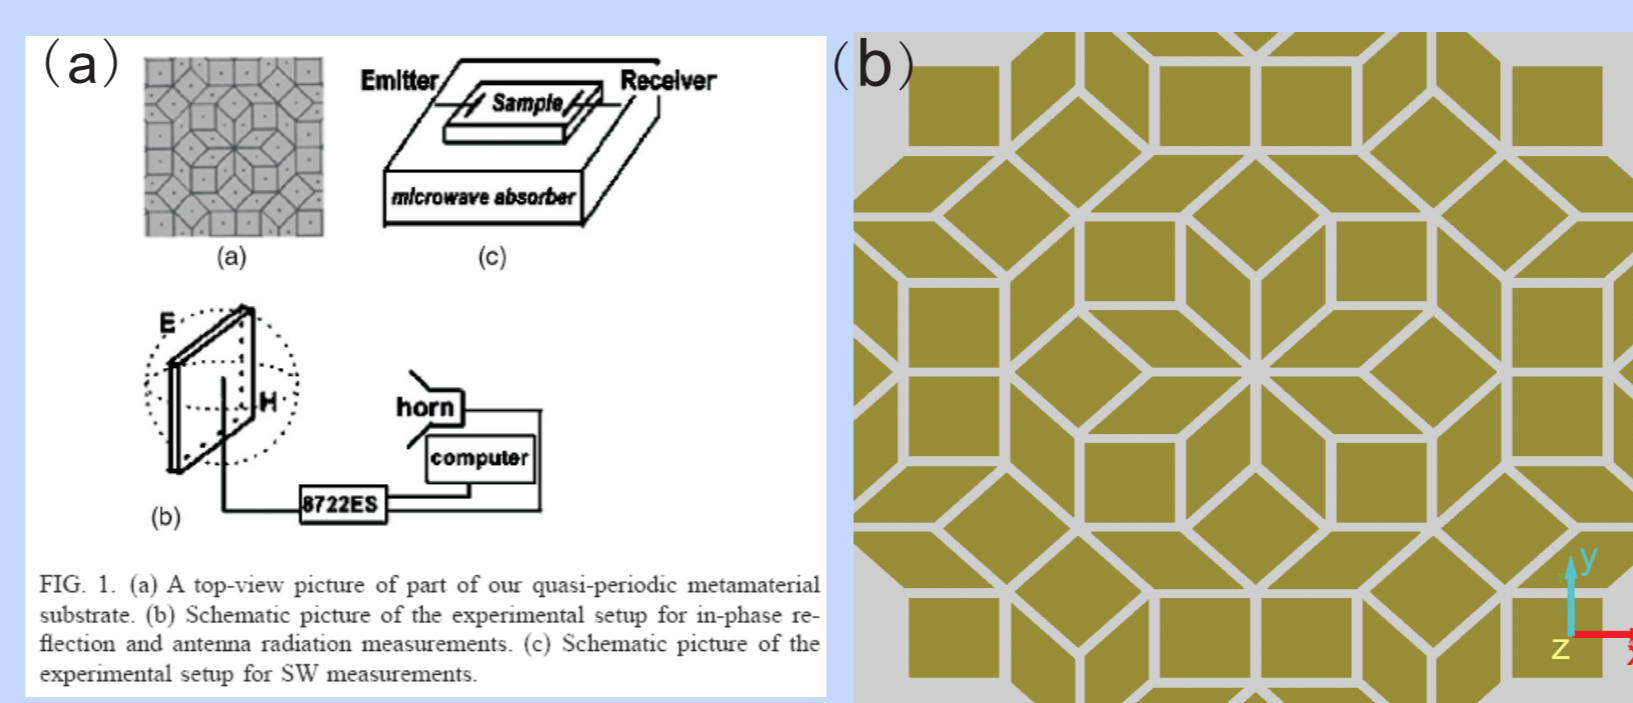 (a)
Emitter
Receiver
Sample
microwave absorber
(a)
(c)
E
H
horn
computer
8722ES
(b)
FIG. 1. (a) A top-view picture of part of our quasi-periodic metamaterial
substrate. (b) Schematic picture of the experimental setup for in-phase re-
flection and antenna radiation measurements. (c) Schematic picture of the
experimental setup for SW measurements.
(b)
y
z